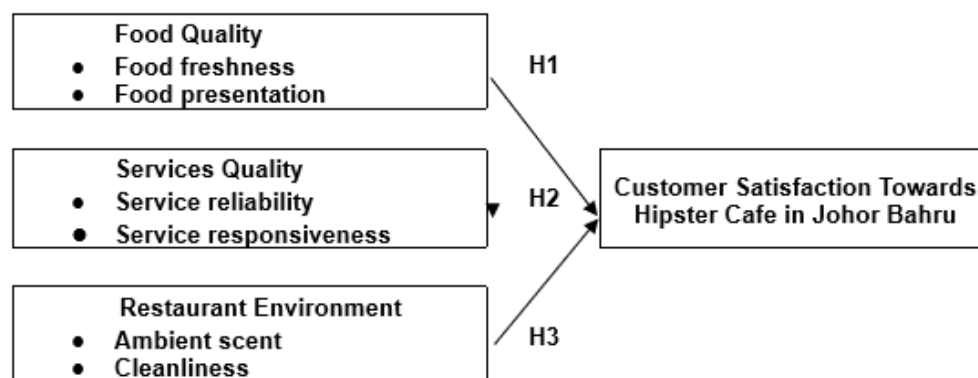 Food Quality
● Food freshness
● Food presentation
H1
Services Quality
● Service reliability
● Service responsiveness
H2
Restaurant Environment
● Ambient scent
● Cleanliness
H3
Customer Satisfaction Towards
Hipster Cafe in Johor Bahru